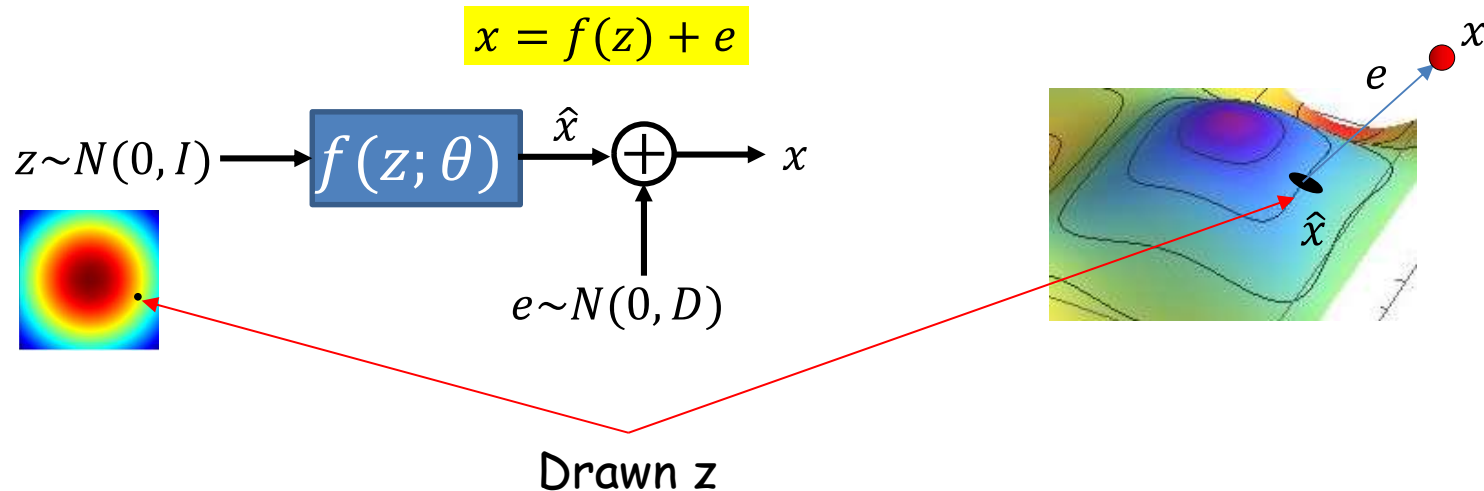 x = f(z) + e
z~N(0, I)
f(z; θ)
x̂
+
x
e~N(0, D)
x
e
x̂
Drawn z